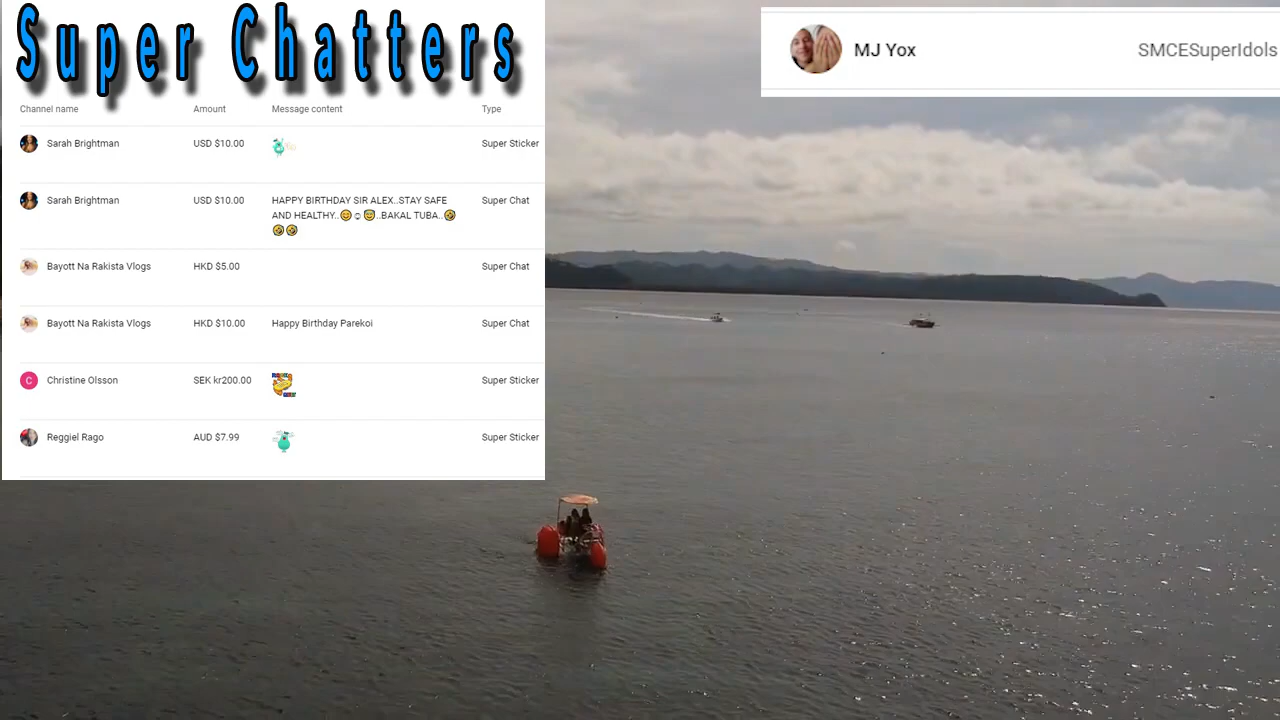 Super Chatters
Channel name Amount Message content Type
Sarah Brightman USD $10.00 Super Sticker
Sarah Brightman USD $10.00 HAPPY BIRTHDAY SIR ALEX..STAY SAFE Super Chat
AND HEALTHY..😊☺😇..BAKAL TUBA..🤣
🤣🤣
Bayott Na Rakista Vlogs HKD $5.00 Super Chat
Bayott Na Rakista Vlogs HKD $10.00 Happy Birthday Parekoi Super Chat
C Christine Olsson SEK kr200.00 Super Sticker
Reggiel Rago AUD $7.99 Super Sticker
MJ Yox SMCESuperIdols